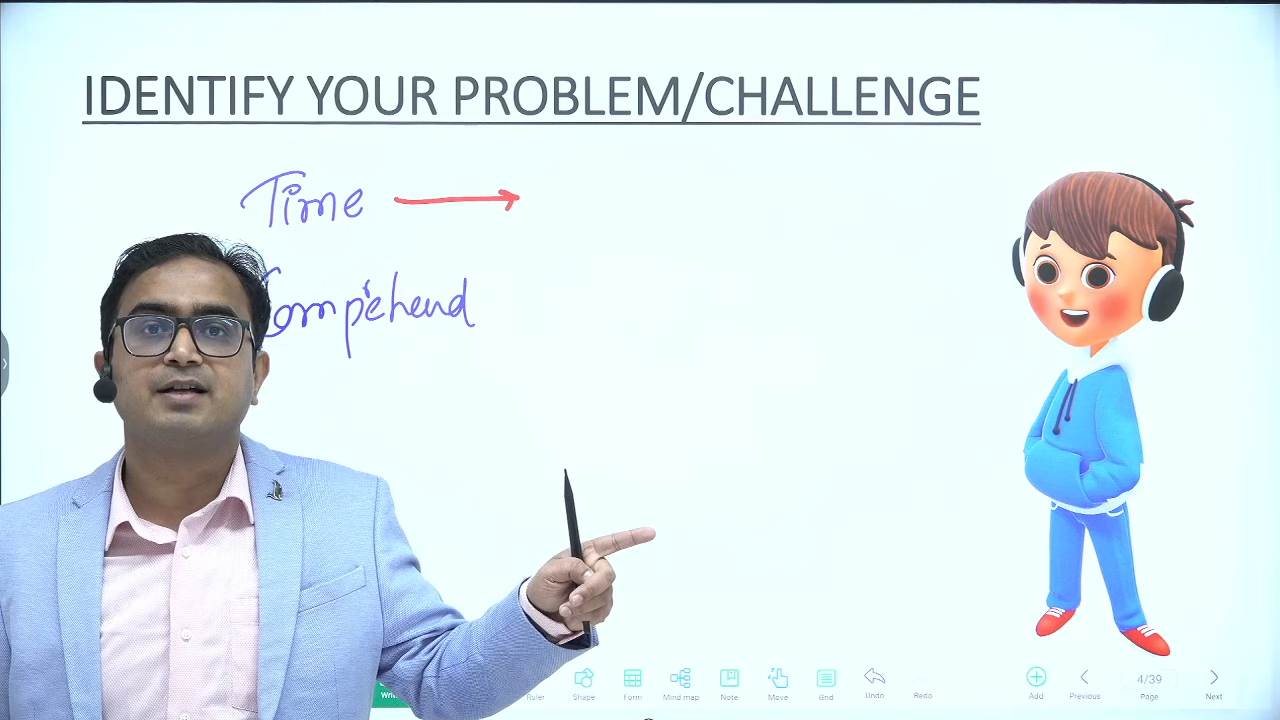 IDENTIFY YOUR PROBLEM/CHALLENGE
Time
Compehend
Ruler Shape Form Mind map Note Move Grid Undo Redo Add Previous 4/39 Page Next